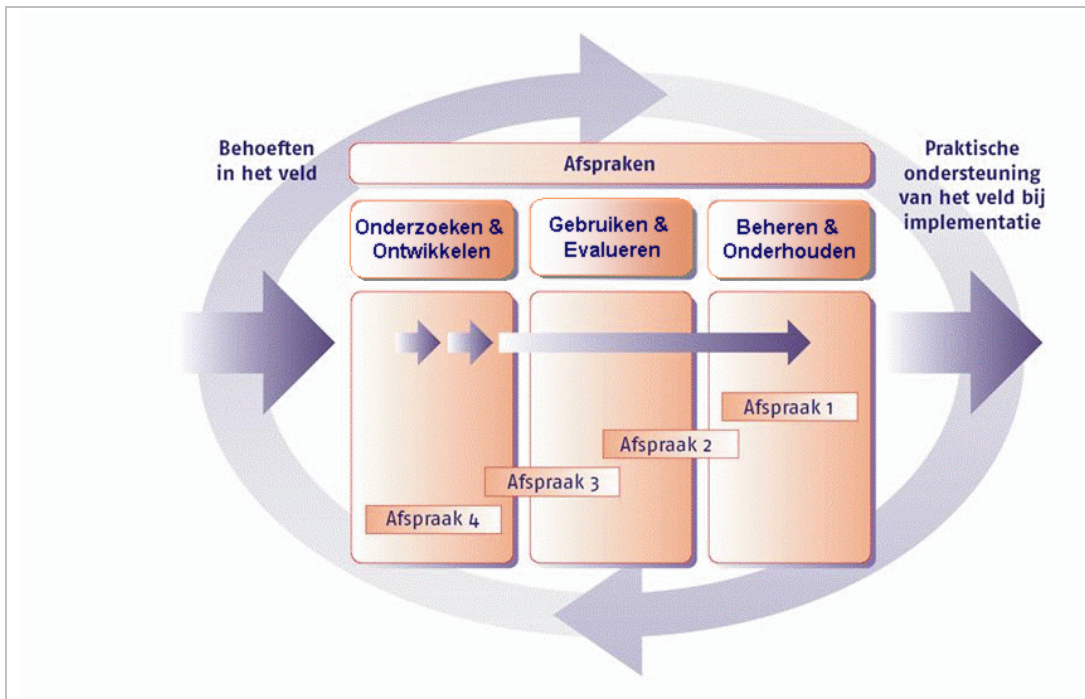 Behoeften
in het veld
Afspraken
Praktische
ondersteuning
van het veld bij
implementatie
Onderzoeken &
Ontwikkelen
Gebruiken &
Evalueren
Beheren &
Onderhouden
Afspraak 1
Afspraak 2
Afspraak 3
Afspraak 4